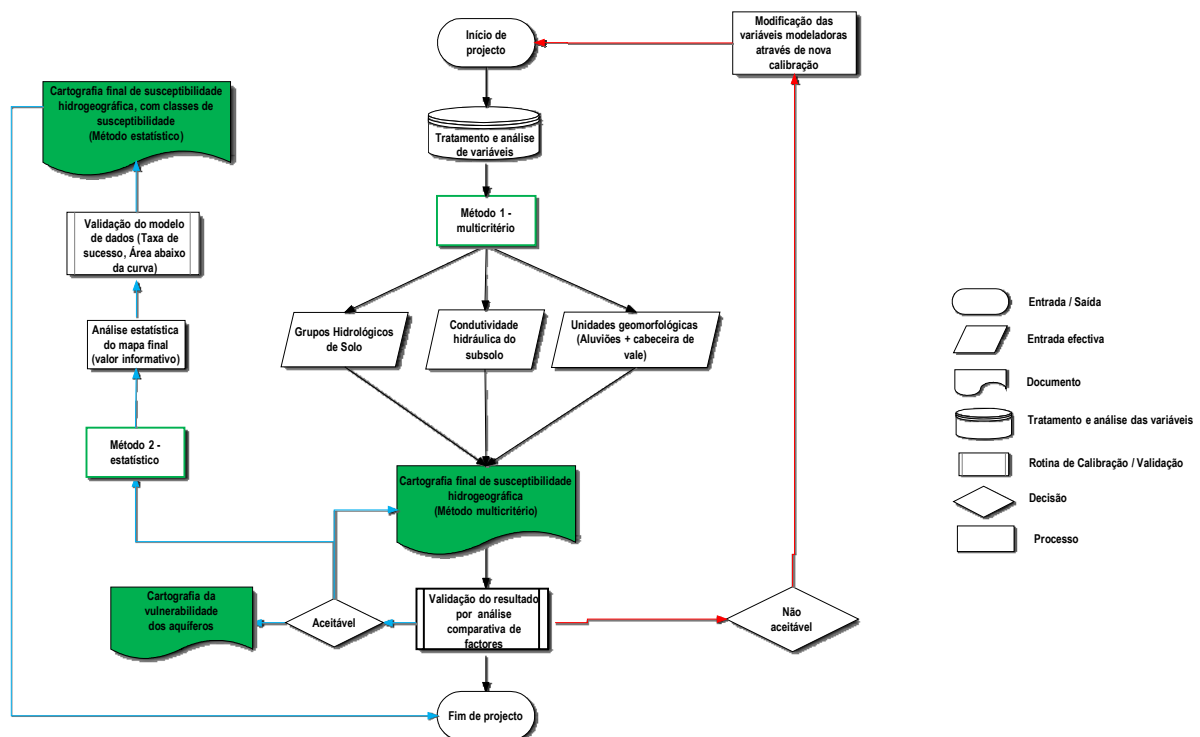 Início de
projecto
Modificação das
variáveis modeladoras
através de nova
calibração
Cartografia final de susceptibilidade
hidrogeográfica, com classes de
susceptibilidade
(Método estatístico)
Tratamento e análise
de variáveis
Método 1 -
multicritério
Validação do modelo
de dados (Taxa de
sucesso, Área abaixo
da curva)
Grupos Hidrológicos
de Solo
Condutividade
hidráulica do
subsolo
Unidades geomorfológicas
(Aluviões + cabeceira de
vale)
Análise estatística
do mapa final
(valor informativo)
Método 2 -
estatístico
Cartografia final de susceptibilidade
hidrogeográfica
(Método multicritério)
Cartografia da
vulnerabilidade
dos aquíferos
Aceitável
Validação do resultado
por análise
comparativa de
factores
Não
aceitável
Fim de projecto
Entrada / Saída
Entrada efectiva
Documento
Tratamento e análise das variáveis
Rotina de Calibração / Validação
Decisão
Processo